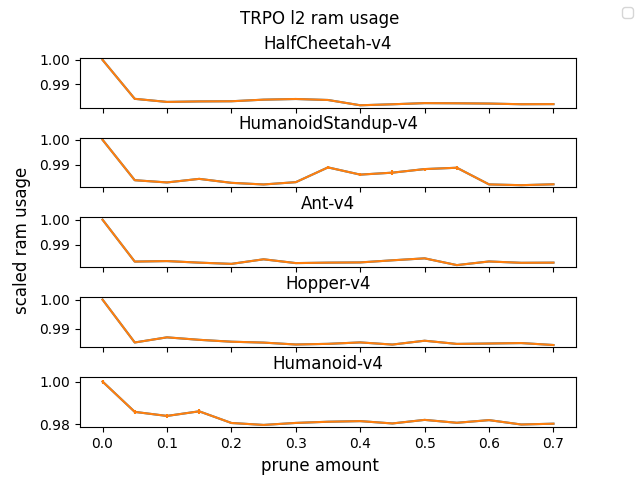 TRPO l2 ram usage
HalfCheetah-v4
1.00
0.99
HumanoidStandup-v4
1.00
0.99
Ant-v4
1.00
0.99
Hopper-v4
1.00
0.99
Humanoid-v4
1.00
0.98
0.0 0.1 0.2 0.3 0.4 0.5 0.6 0.7
prune amount
scaled ram usage